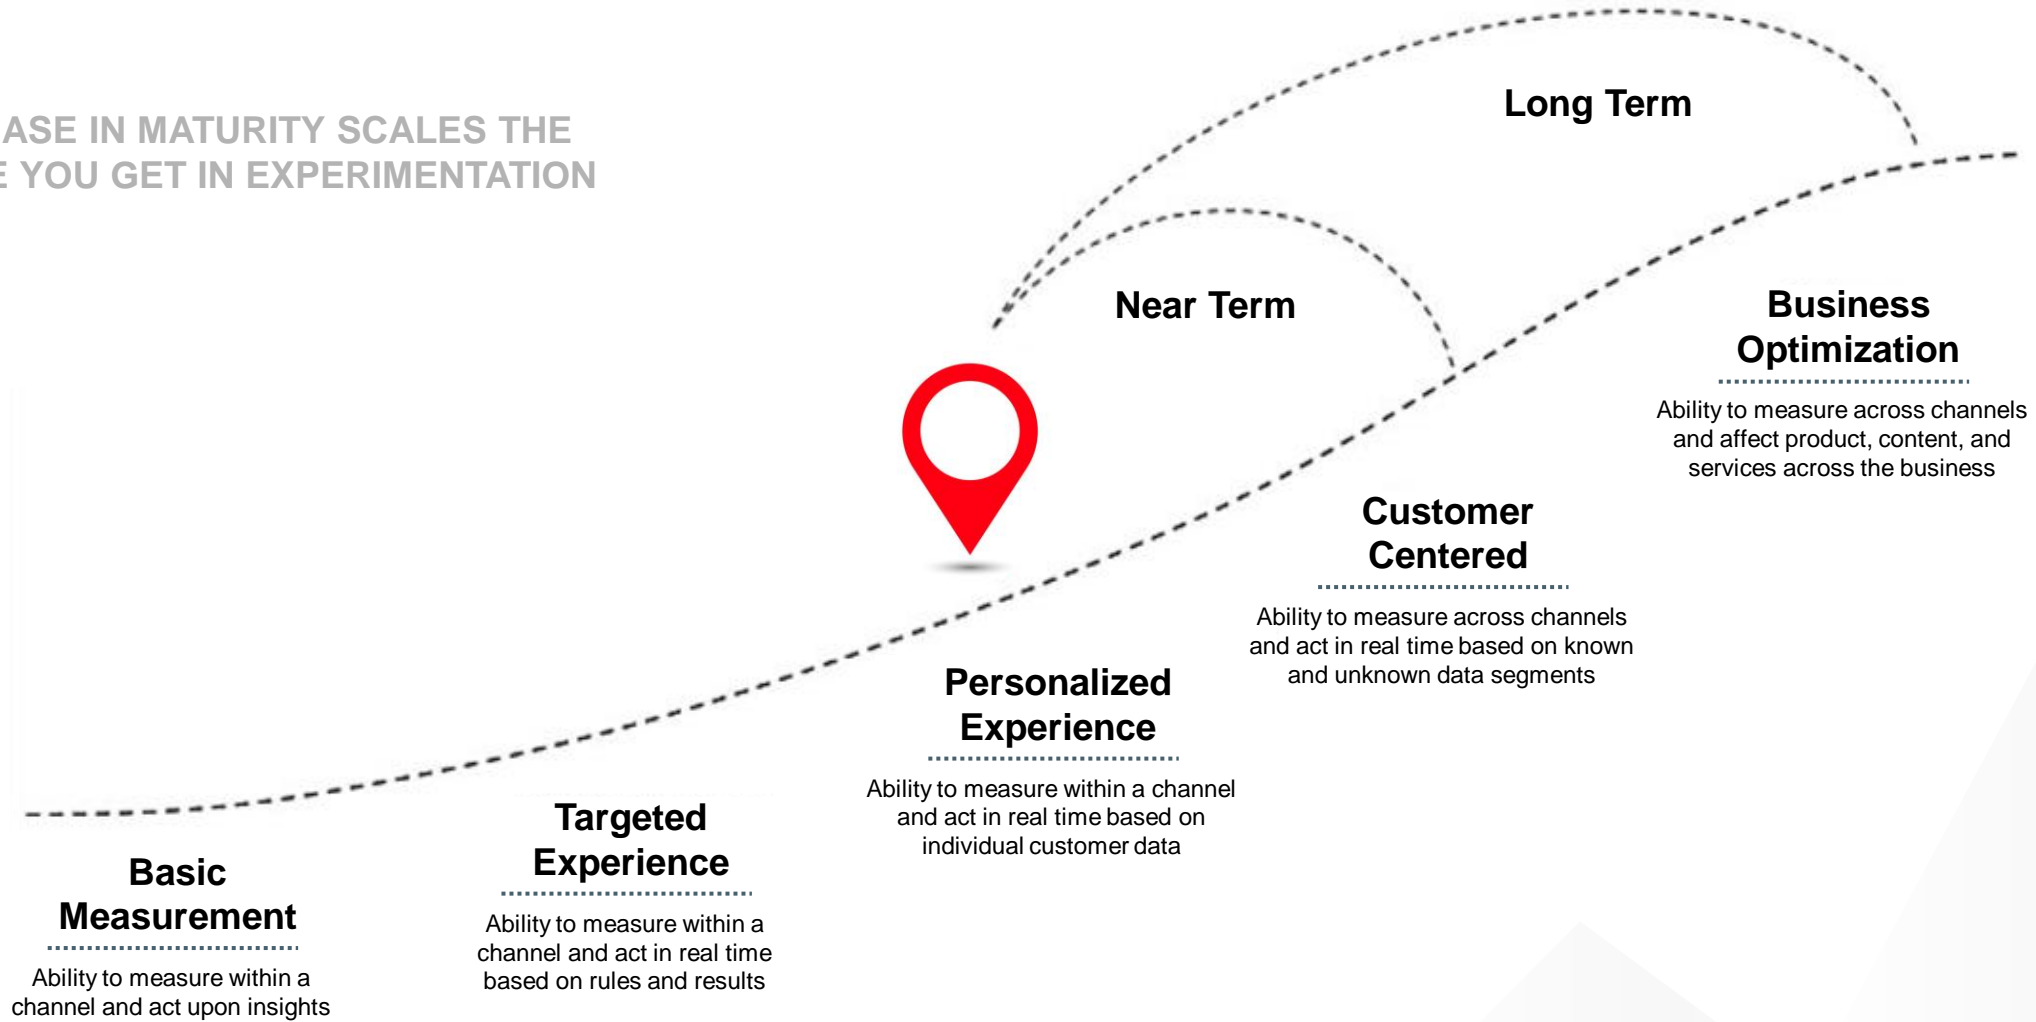 ASE IN MATURITY SCALES THE
E YOU GET IN EXPERIMENTATION
Long Term
Near Term
Business
Optimization
Ability to measure across channels
and affect product, content, and
services across the business
Customer
Centered
Ability to measure across channels
and act in real time based on known
and unknown data segments
Personalized
Experience
Ability to measure within a channel
and act in real time based on
individual customer data
Targeted
Experience
Ability to measure within a
channel and act in real time
based on rules and results
Basic
Measurement
Ability to measure within a
channel and act upon insights